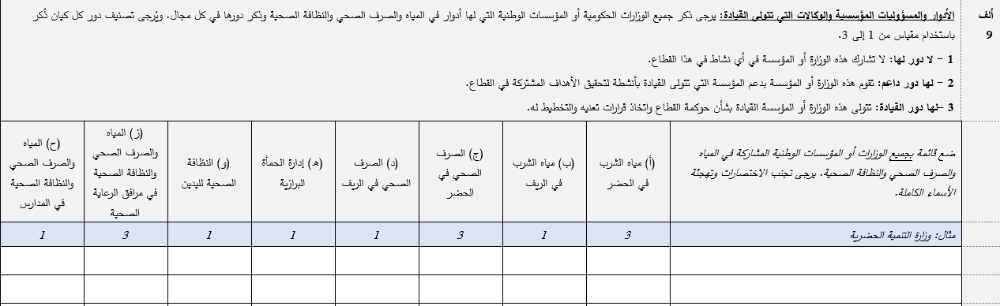 ألف
9
الأدوار والمسؤوليات المؤسسية والوكالات التي تتولى القيادة: يرجى ذكر جميع الوزارات الحكومية أو المؤسسات الوطنية التي لها أدوار في المياه والصرف الصحي والنظافة الصحية وذكر دورها في كل مجال. ويُرجى تصنيف دور كل كيان ذُكر
باستخدام مقياس من 1 إلى 3.
1 – لا دور لها: لا تشارك هذه الوزارة أو المؤسسة في أي نشاط في هذا القطاع.
2 – لها دور داعم: تقوم هذه الوزارة أو المؤسسة بدعم المؤسسة التي تتولى القيادة بأنشطة لتحقيق الأهداف المشتركة في القطاع.
3 –لها دور القيادة: تتولى هذه الوزارة أو المؤسسة القيادة بشأن حوكمة القطاع واتخاذ قرارات تعنيه والتخطيط له.
ضع قائمة بجميع الوزارات أو المؤسسات الوطنية المشاركة في المياه
والصرف الصحي والنظافة الصحية. يرجى تجنب الاختصارات وتهجئة
الأسماء الكاملة.
(أ) مياه الشرب
في الحضر
(ب) مياه الشرب
في الريف
(ج) الصرف
الصحي في
الحضر
(د) الصرف
الصحي في الريف
(هـ) إدارة الحمأة
البرازية
(و) النظافة
الصحية لليدين
(ز) المياه
والصرف الصحي
والنظافة الصحية
في مرافق الرعاية
الصحية
(ح) المياه
والصرف الصحي
والنظافة الصحية
في المدارس
مثال: وزارة التنمية الحضرية
3
1
3
1
1
1
3
1